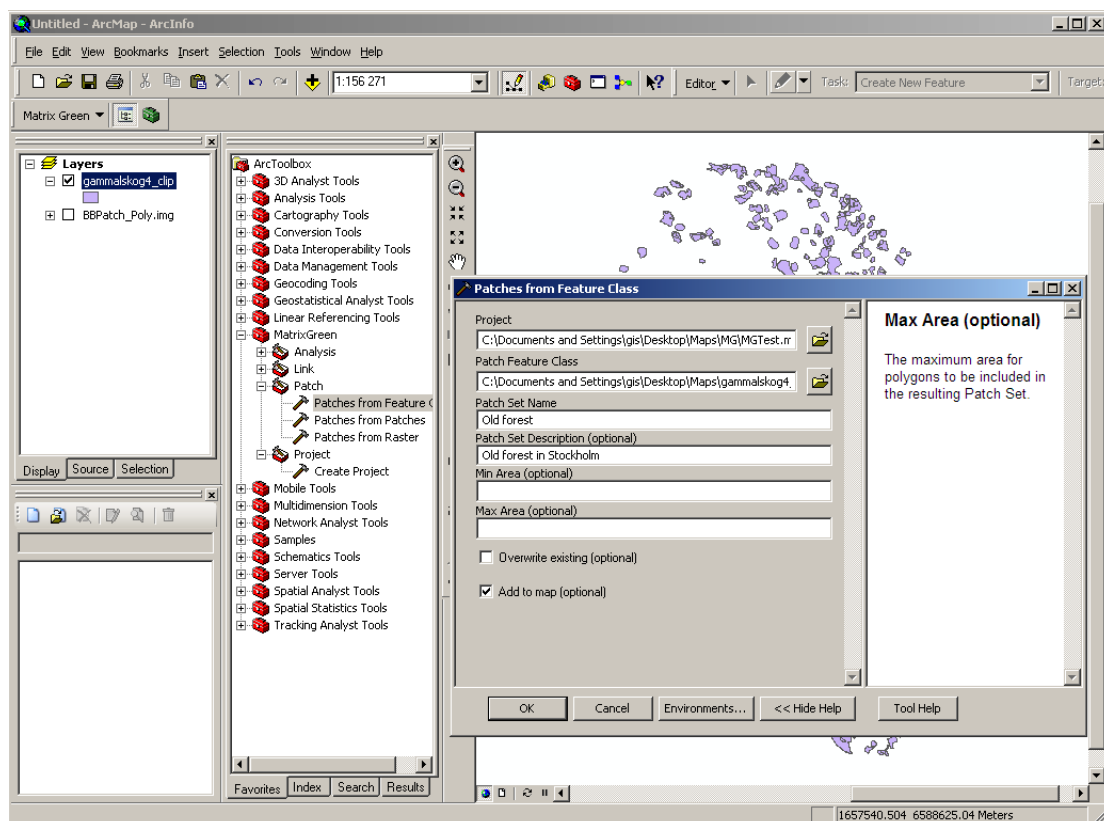 Untitled - ArcMap - ArcInfo
File Edit View Bookmarks Insert Selection Tools Window Help
1:156 271
Editor
Task:
Create New Feature
Target:
Matrix Green
Layers
gammalskog4_clip
BBPatch_Poly.img
Display Source Selection
ArcToolbox
3D Analyst Tools
Analysis Tools
Cartography Tools
Conversion Tools
Data Interoperability Tools
Data Management Tools
Geocoding Tools
Geostatistical Analyst Tools
Linear Referencing Tools
MatrixGreen
Analysis
Link
Patch
Patches from Feature C
Patches from Patches
Patches from Raster
Project
Create Project
Mobile Tools
Multidimension Tools
Network Analyst Tools
Samples
Schematics Tools
Server Tools
Spatial Analyst Tools
Spatial Statistics Tools
Tracking Analyst Tools
Favorites Index Search Results
Patches from Feature Class
Project
C:\Documents and Settings\gis\Desktop\Maps\MG\MGTest.m
Patch Feature Class
C:\Documents and Settings\gis\Desktop\Maps\gammalskog4_
Patch Set Name
Old forest
Patch Set Description (optional)
Old forest in Stockholm
Min Area (optional)
Max Area (optional)
Overwrite existing (optional)
Add to map (optional)
Max Area (optional)
The maximum area for
polygons to be included in
the resulting Patch Set.
OK Cancel Environments... << Hide Help Tool Help
1657540.504 6588625.04 Meters